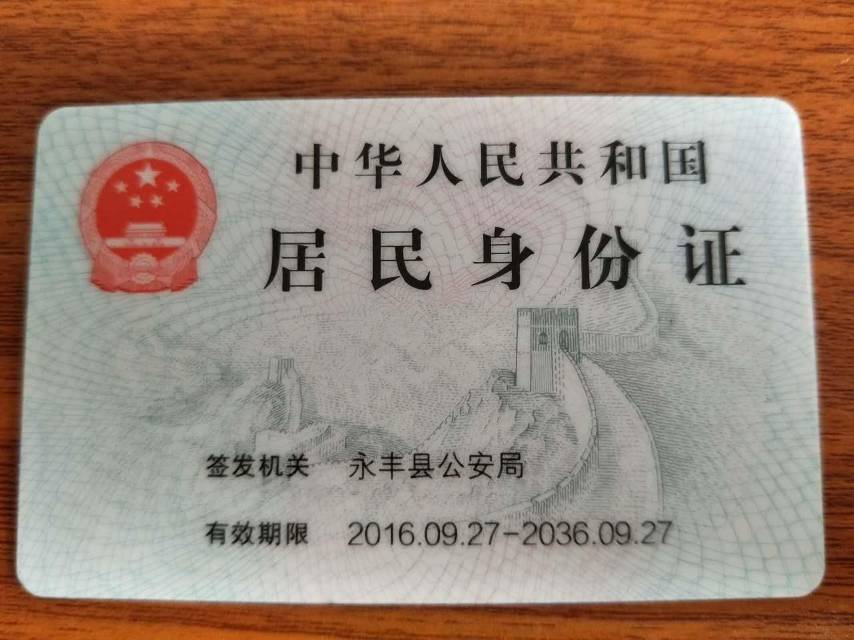 中华人民共和国
居民身份证
签发机关 永丰县公安局
有效期限 2016.09.27-2036.09.27